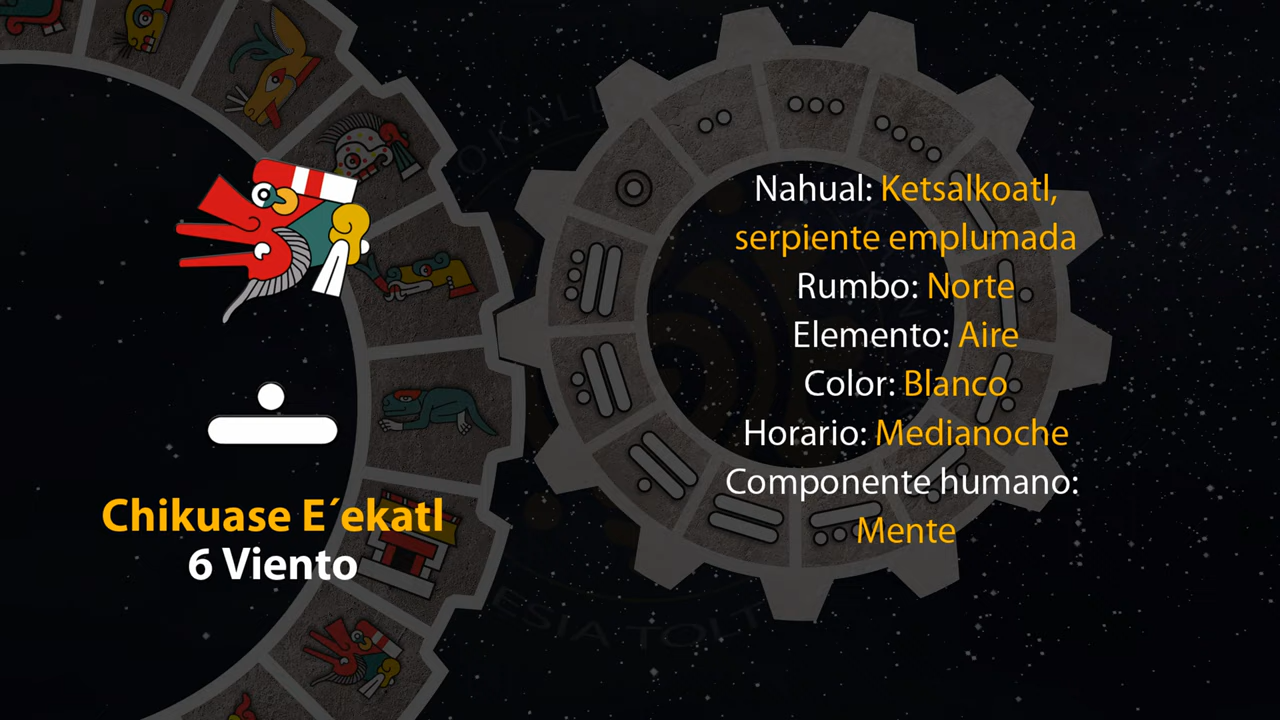 Chikuase E´ekatl
6 Viento
Nahual: Ketsalkoatl,
serpiente emplumada
Rumbo: Norte
Elemento: Aire
Color: Blanco
Horario: Medianoche
Componente humano:
Mente